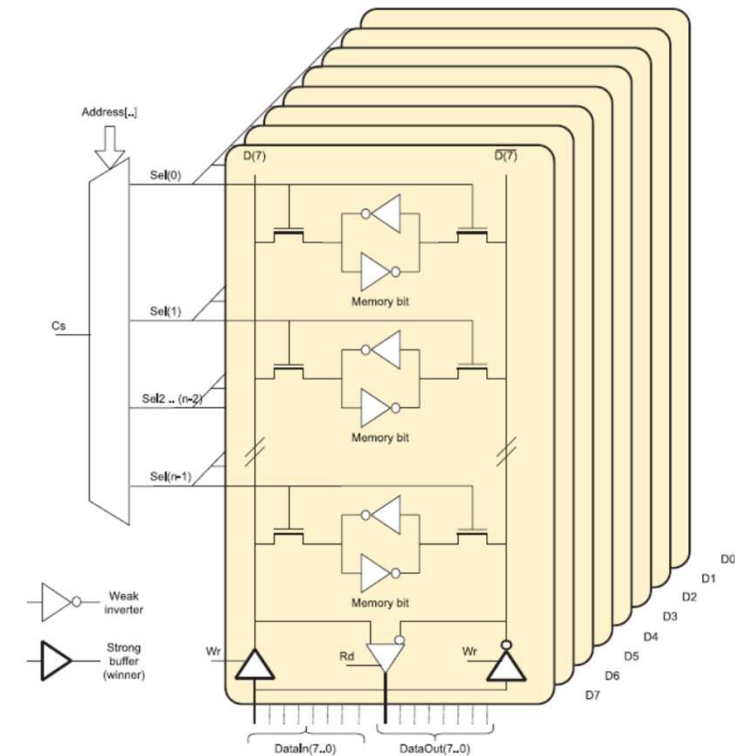 Address[..]
D(7)
D(7)
Sel(0)
Memory bit
Sel(1)
Cs
Sel2 .. (n-2)
Memory bit
Sel(n-1)
Memory bit
Weak
inverter
Strong
buffer
(winner)
Wr
Rd
Wr
D0
D1
D2
D3
D4
D5
D6
D7
DataIn(7..0)
DataOut(7..0)